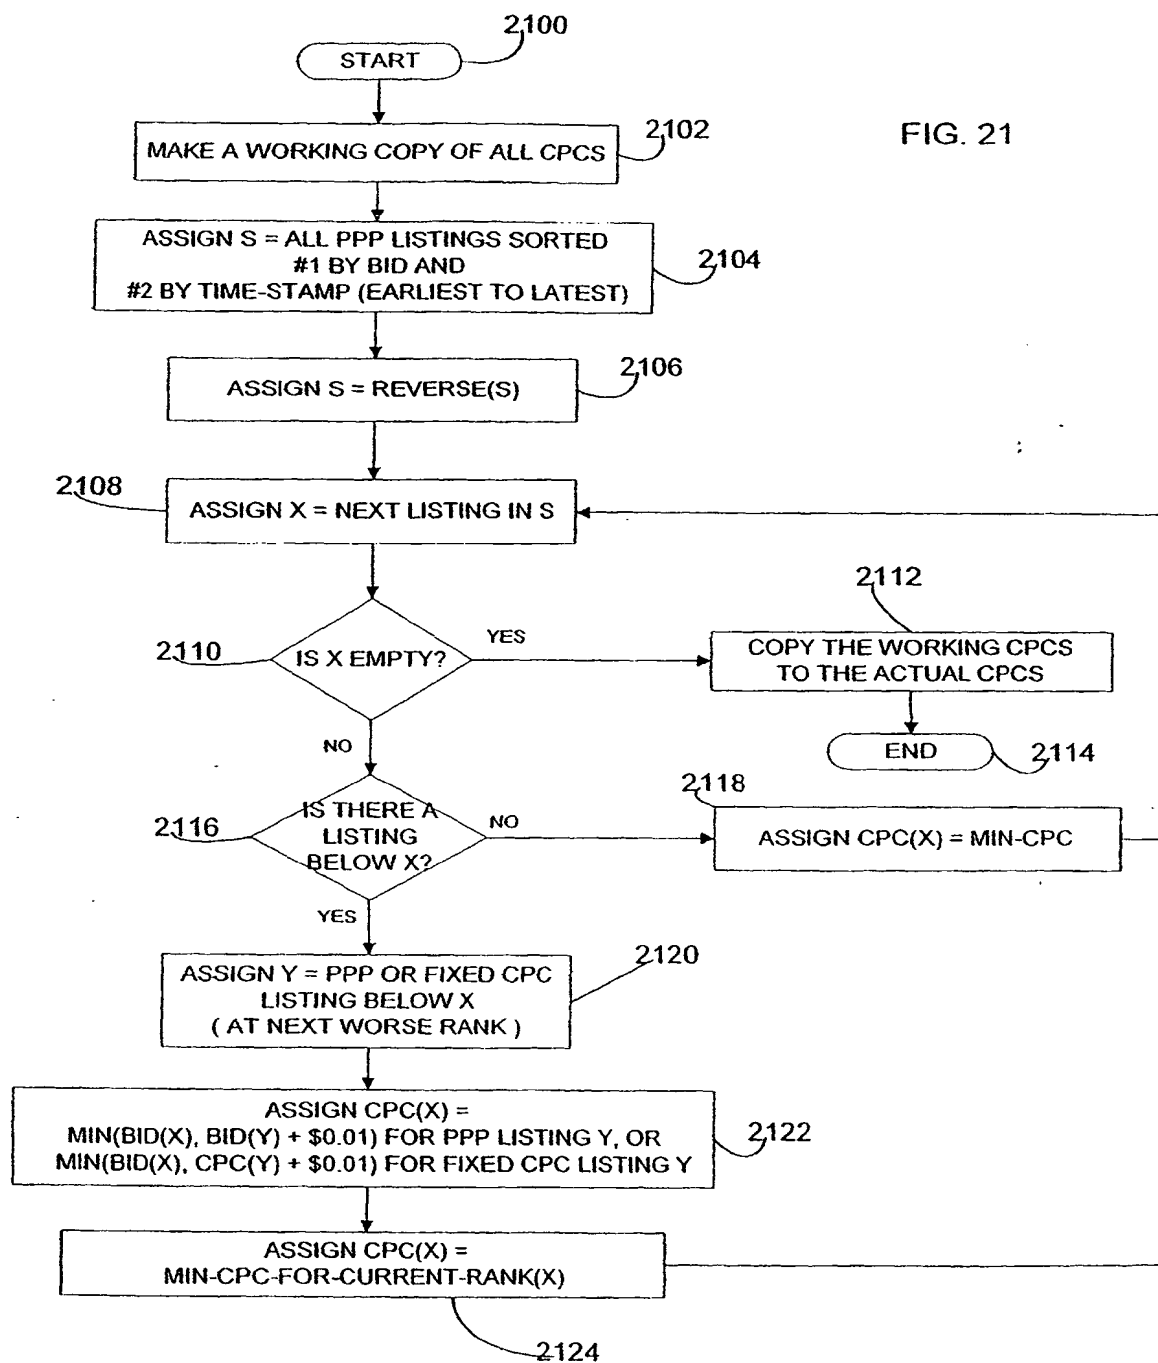 2100
START
FIG. 21
2102
MAKE A WORKING COPY OF ALL CPCS
ASSIGN S = ALL PPP LISTINGS SORTED
#1 BY BID AND
#2 BY TIME-STAMP (EARLIEST TO LATEST)
2104
2106
ASSIGN S = REVERSE(S)
2108
ASSIGN X = NEXT LISTING IN S
2110
IS X EMPTY?
YES
2112
COPY THE WORKING CPCS
TO THE ACTUAL CPCS
NO
END
2114
2116
IS THERE A
LISTING
BELOW X?
NO
2118
ASSIGN CPC(X) = MIN-CPC
YES
2120
ASSIGN Y = PPP OR FIXED CPC
LISTING BELOW X
( AT NEXT WORSE RANK )
ASSIGN CPC(X) =
MIN(BID(X), BID(Y) + $0.01) FOR PPP LISTING Y, OR
MIN(BID(X), CPC(Y) + $0.01) FOR FIXED CPC LISTING Y
2122
ASSIGN CPC(X) =
MIN-CPC-FOR-CURRENT-RANK(X)
2124